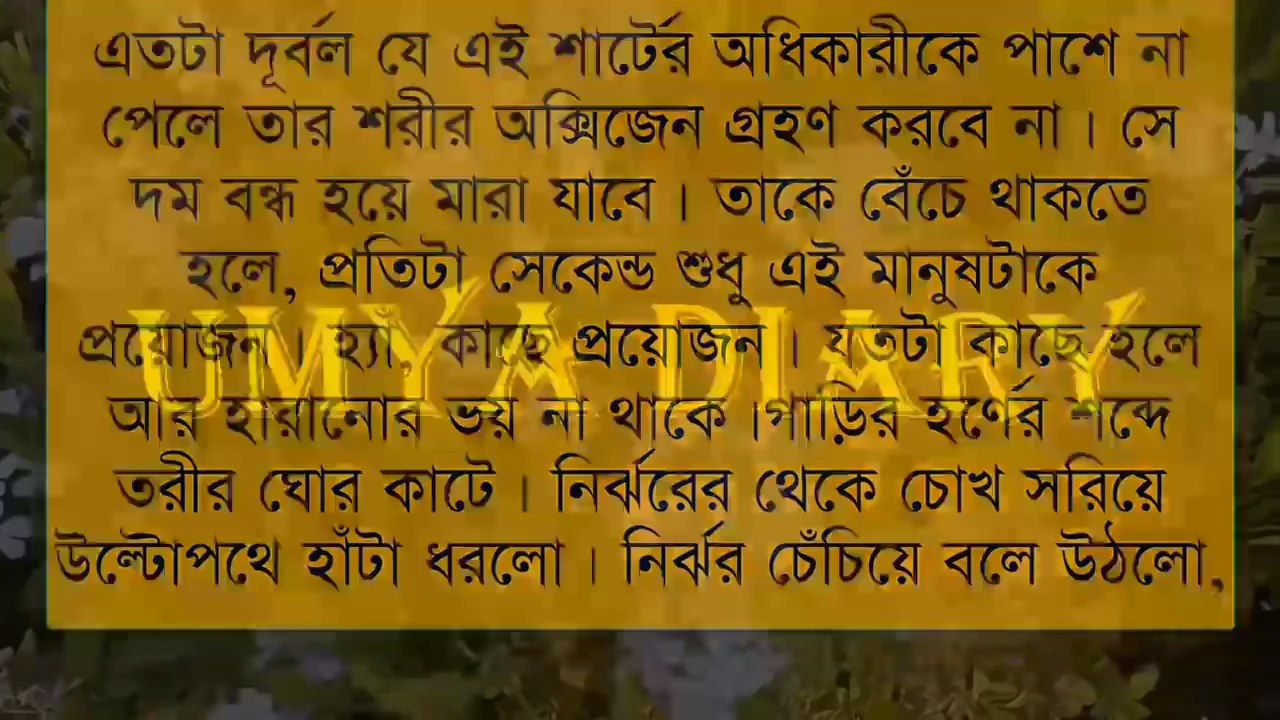 এতটা দূর্বল যে এই শার্টের অধিকারীকে পাশে না
পেলে তার শরীর অক্সিজেন গ্রহণ করবে না । সে
দম বন্ধ হয়ে মারা যাবে । তাকে বেঁচে থাকতে
হলে, প্রতিটা সেকেন্ড শুধু এই মানুষটাকে
প্রয়োজন । হ্যাঁ, কাছে প্রয়োজন । যতটা কাছে হলে
UMYA DIARY
আর হারানোর ভয় না থাকে ।গাড়ির হর্ণের শব্দে
তরীর ঘোর কাটে । নির্ঝরের থেকে চোখ সরিয়ে
উল্টোপথে হাঁটা ধরলো । নির্ঝর চেঁচিয়ে বলে উঠলো,